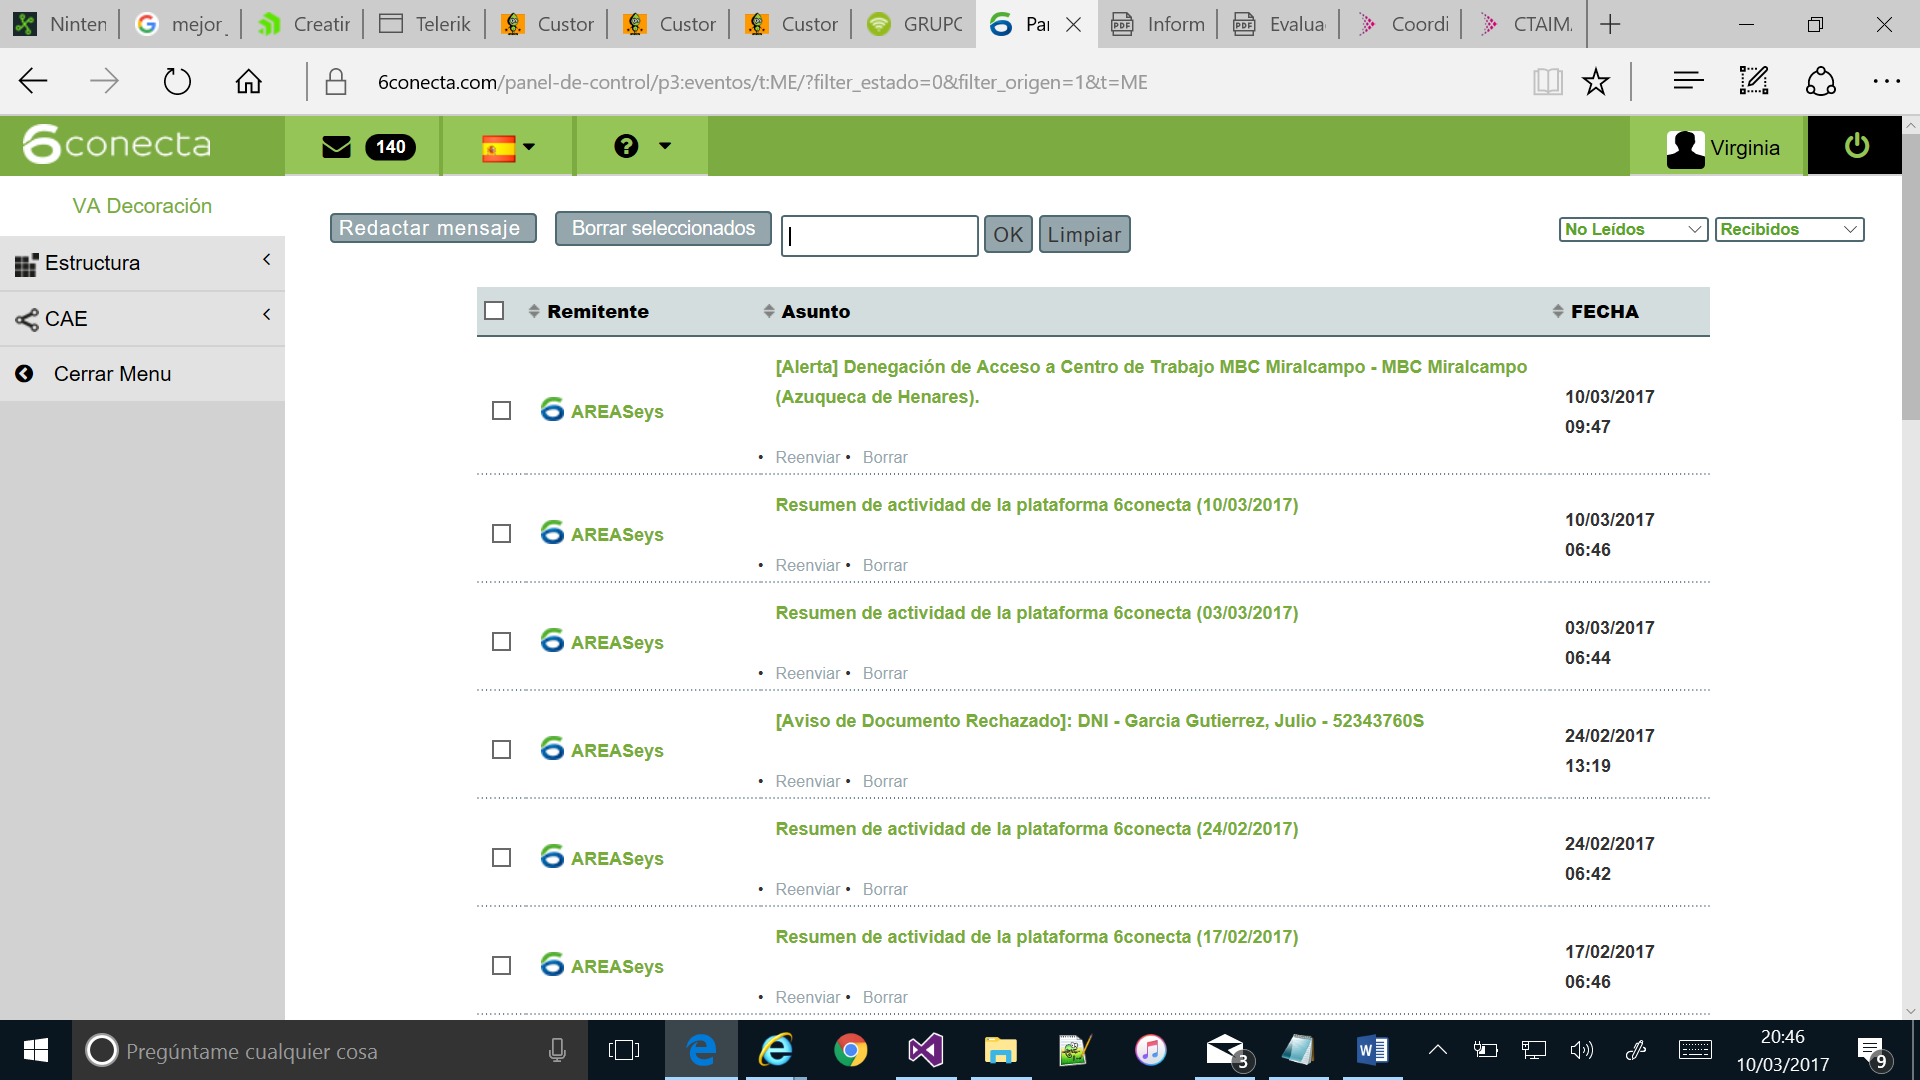 Ninten
mejor_
Creatir
Telerik
Custor
Custor
Custor
GRUPC
Par
Inform
Evalua
Coordi
CTAIM.
6conecta.com/panel-de-control/p3:eventos/t:ME/?filter_estado=0&filter_origen=1&t=ME
6conecta
140
?
Virginia
VA Decoración
Estructura
CAE
Cerrar Menu
Redactar mensaje
Borrar seleccionados
OK
Limpiar
No Leídos
Recibidos
Remitente Asunto FECHA
[Alerta] Denegación de Acceso a Centro de Trabajo MBC Miralcampo - MBC Miralcampo
(Azuqueca de Henares).
AREASeys
10/03/2017
09:47
• Reenviar • Borrar
Resumen de actividad de la plataforma 6conecta (10/03/2017)
AREASeys
10/03/2017
06:46
• Reenviar • Borrar
Resumen de actividad de la plataforma 6conecta (03/03/2017)
AREASeys
03/03/2017
06:44
• Reenviar • Borrar
[Aviso de Documento Rechazado]: DNI - Garcia Gutierrez, Julio - 52343760S
AREASeys
24/02/2017
13:19
• Reenviar • Borrar
Resumen de actividad de la plataforma 6conecta (24/02/2017)
AREASeys
24/02/2017
06:42
• Reenviar • Borrar
Resumen de actividad de la plataforma 6conecta (17/02/2017)
AREASeys
17/02/2017
06:46
• Reenviar • Borrar
Pregúntame cualquier cosa
3
20:46
10/03/2017
9